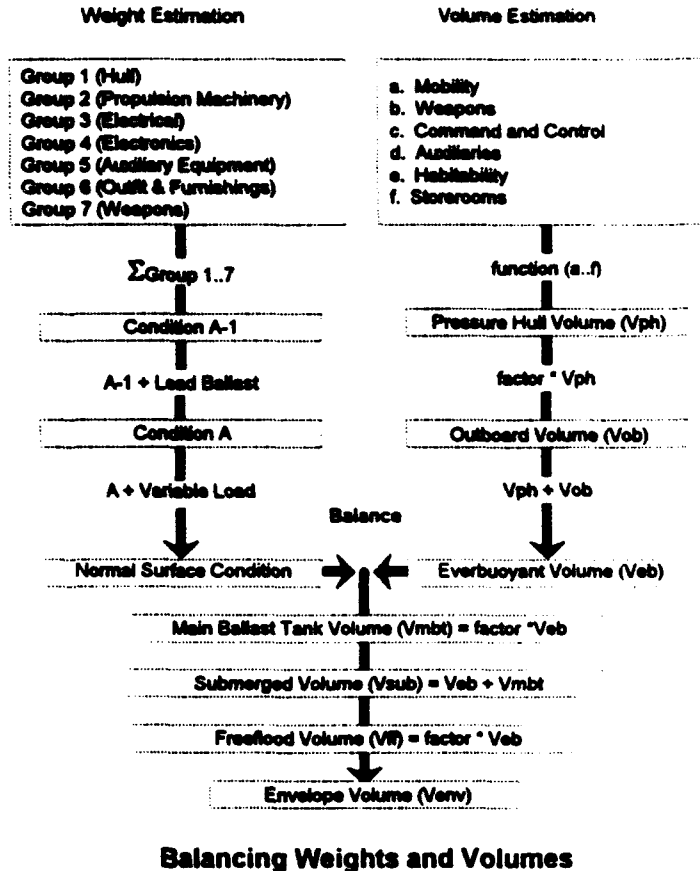 Weight Estimation
Group 1 (Hull)
Group 2 (Propulsion Machinery)
Group 3 (Electrical)
Group 4 (Electronics)
Group 5 (Auxiliary Equipment)
Group 6 (Outfit & Furnishings)
Group 7 (Weapons)
ΣGroup 1..7
Condition A-1
A-1 + Lead Ballast
Condition A
A + Variable Load
Normal Surface Condition
Volume Estimation
a. Mobility
b. Weapons
c. Command and Control
d. Auxiliaries
e. Habitability
f. Storerooms
function (a..f)
Pressure Hull Volume (Vph)
factor * Vph
Outboard Volume (Vob)
Vph + Vob
Everbuoyant Volume (Veb)
Balance
Main Ballast Tank Volume (Vmbt) = factor *Veb
Submerged Volume (Vsub) = Veb + Vmbt
Freeflood Volume (Vff) = factor * Veb
Envelope Volume (Venv)
Balancing Weights and Volumes